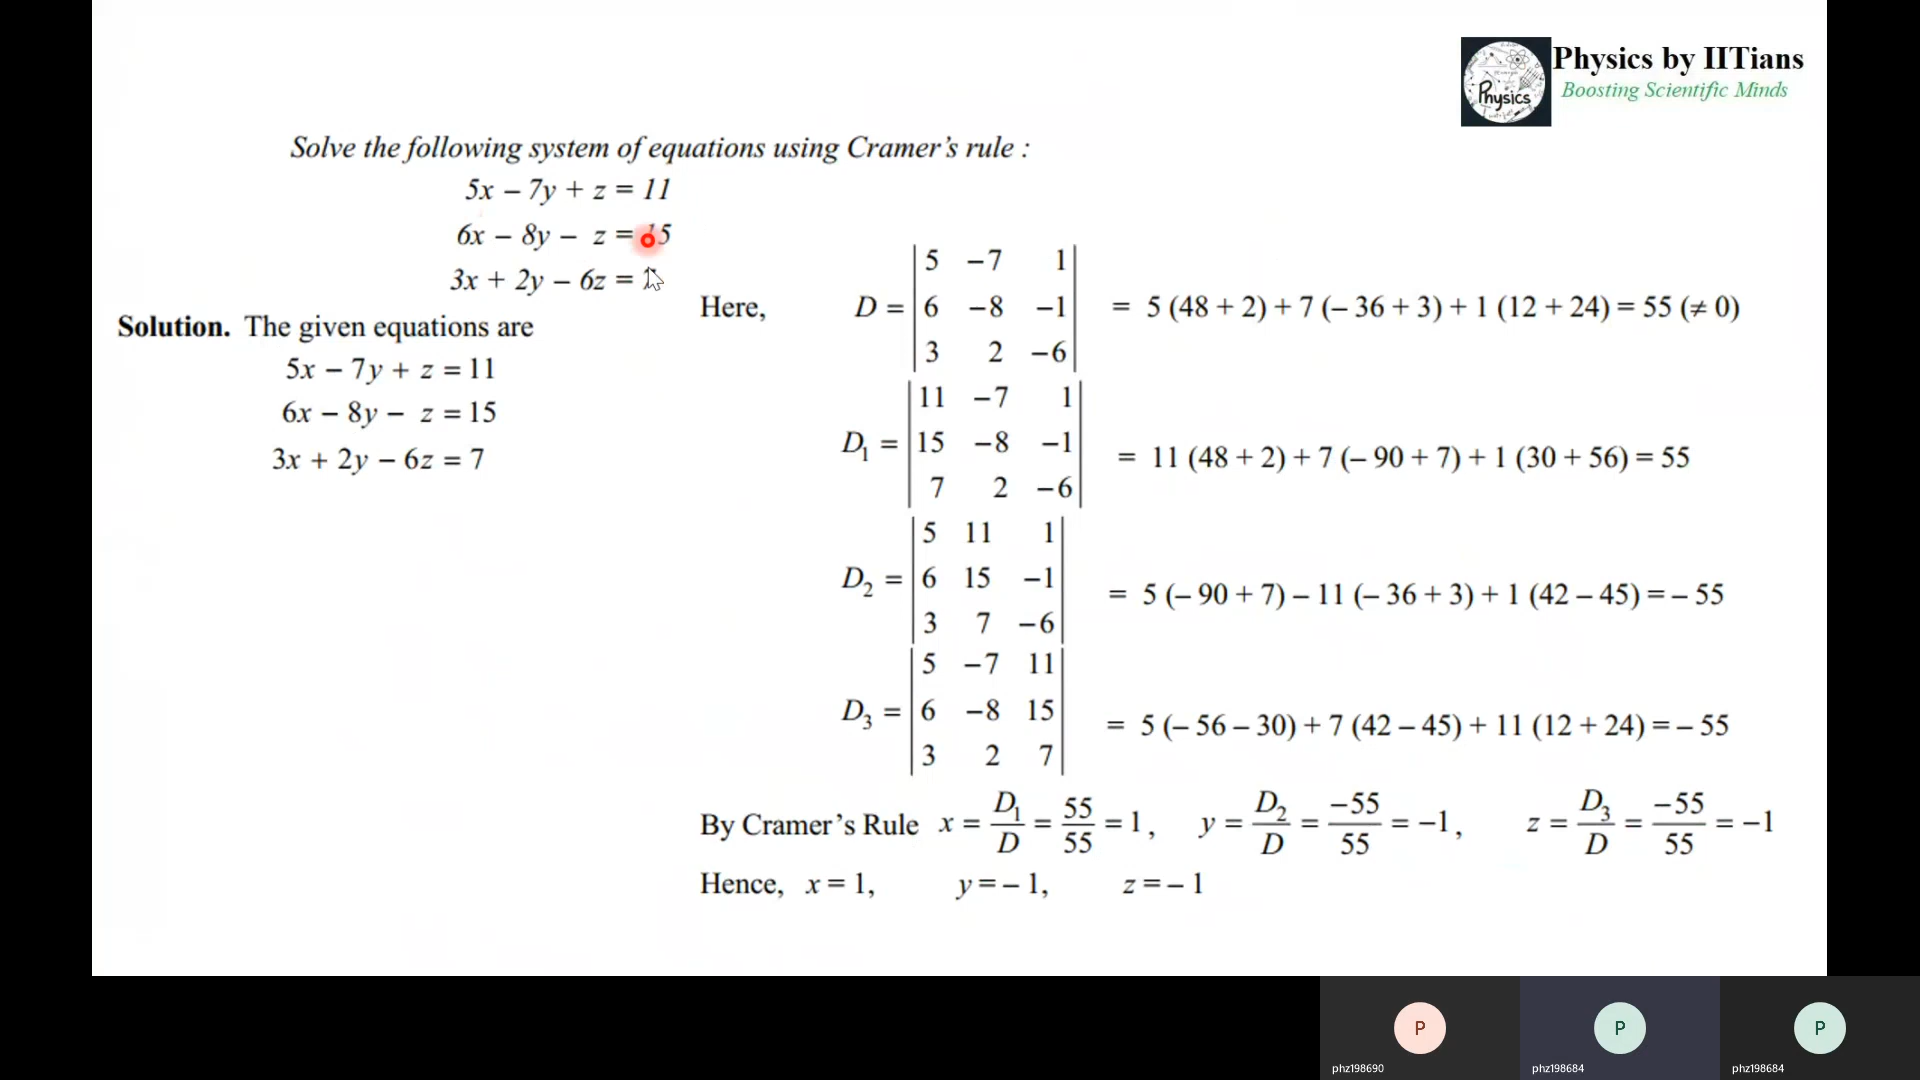 Physics by IITians
Boosting Scientific Minds
Physics
Solve the following system of equations using Cramer's rule :
5x – 7y + z = 11
6x – 8y – z = 15
3x + 2y – 6z =
Solution. The given equations are
5x – 7y + z = 11
6x – 8y – z = 15
3x + 2y – 6z = 7
Here, D = | 5 –7 1 |
| 6 –8 –1 | = 5 (48 + 2) + 7 (– 36 + 3) + 1 (12 + 24) = 55 (≠ 0)
| 3 2 –6 |
D₁ = | 11 –7 1 |
| 15 –8 –1 | = 11 (48 + 2) + 7 (– 90 + 7) + 1 (30 + 56) = 55
| 7 2 –6 |
D₂ = | 5 11 1 |
| 6 15 –1 | = 5 (– 90 + 7) – 11 (– 36 + 3) + 1 (42 – 45) = – 55
| 3 7 –6 |
D₃ = | 5 –7 11 |
| 6 –8 15 | = 5 (– 56 – 30) + 7 (42 – 45) + 11 (12 + 24) = – 55
| 3 2 7 |
By Cramer's Rule x = D₁/D = 55/55 = 1, y = D₂/D = –55/55 = –1, z = D₃/D = –55/55 = –1
Hence, x = 1, y = – 1, z = – 1
P P P
phz198690 phz198684 phz198684